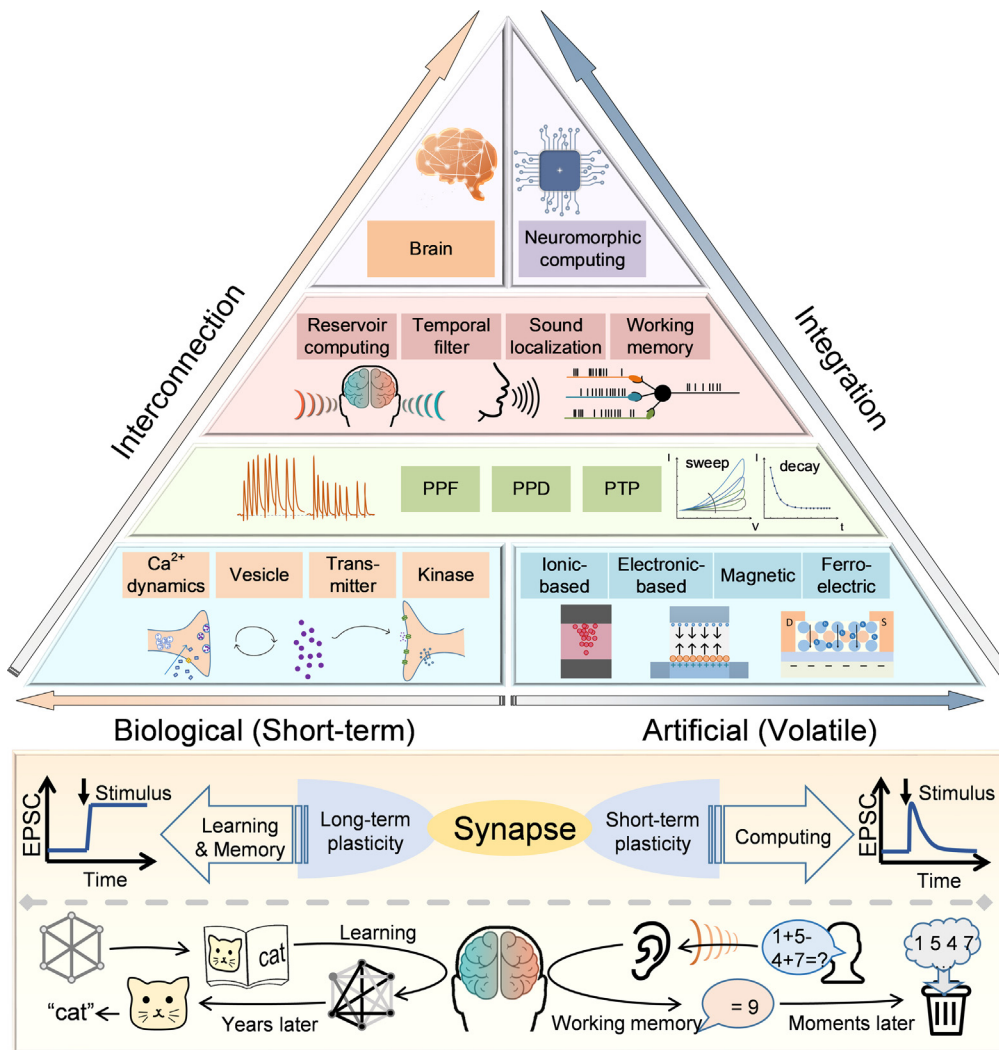 Brain
Neuromorphic
computing
Interconnection
Integration
Reservoir
computing
Temporal
filter
Sound
localization
Working
memory
PPF
PPD
PTP
I
sweep
V
I
decay
t
Ca²⁺
dynamics
Vesicle
Trans-
mitter
Kinase
Ionic-
based
Electronic-
based
Magnetic
Ferro-
electric
D
S
Biological (Short-term)
Artificial (Volatile)
EPSC
Stimulus
Time
Learning
& Memory
Long-term
plasticity
Synapse
Short-term
plasticity
Computing
EPSC
Stimulus
Time
cat
Learning
"cat"
Years later
1+5-
4+7=?
Working memory
= 9
Moments later
1 5 4 7